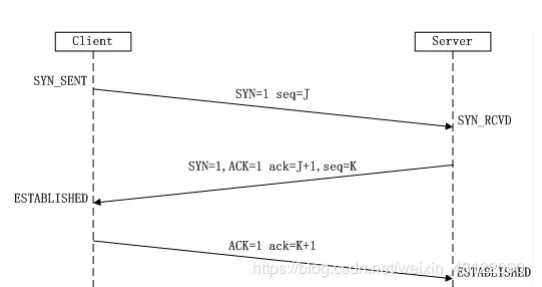 Client
Server
SYN_SENT
SYN=1 seq=J
SYN_RCVD
SYN=1,ACK=1 ack=J+1,seq=K
ESTABLISHED
ACK=1 ack=K+1
https://blog.csdn.net/weixin_
ESTABLISHED